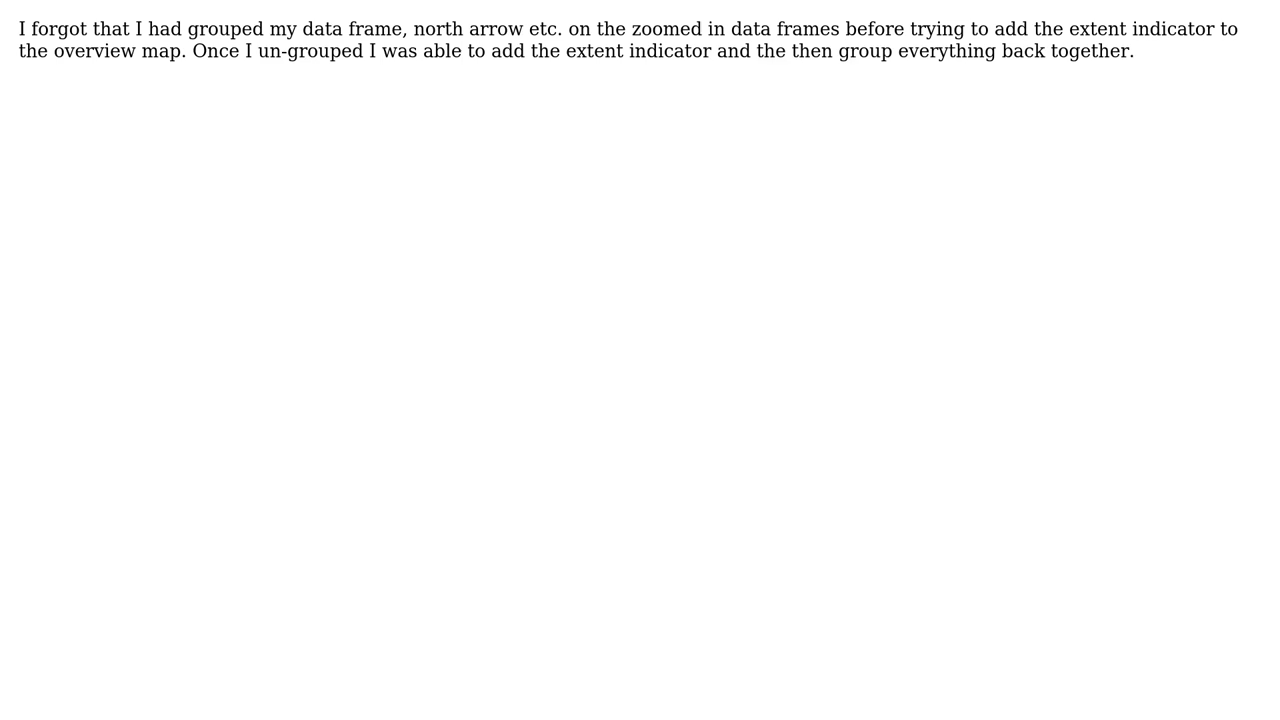 I forgot that I had grouped my data frame, north arrow etc. on the zoomed in data frames before trying to add the extent indicator to
the overview map. Once I un-grouped I was able to add the extent indicator and the then group everything back together.